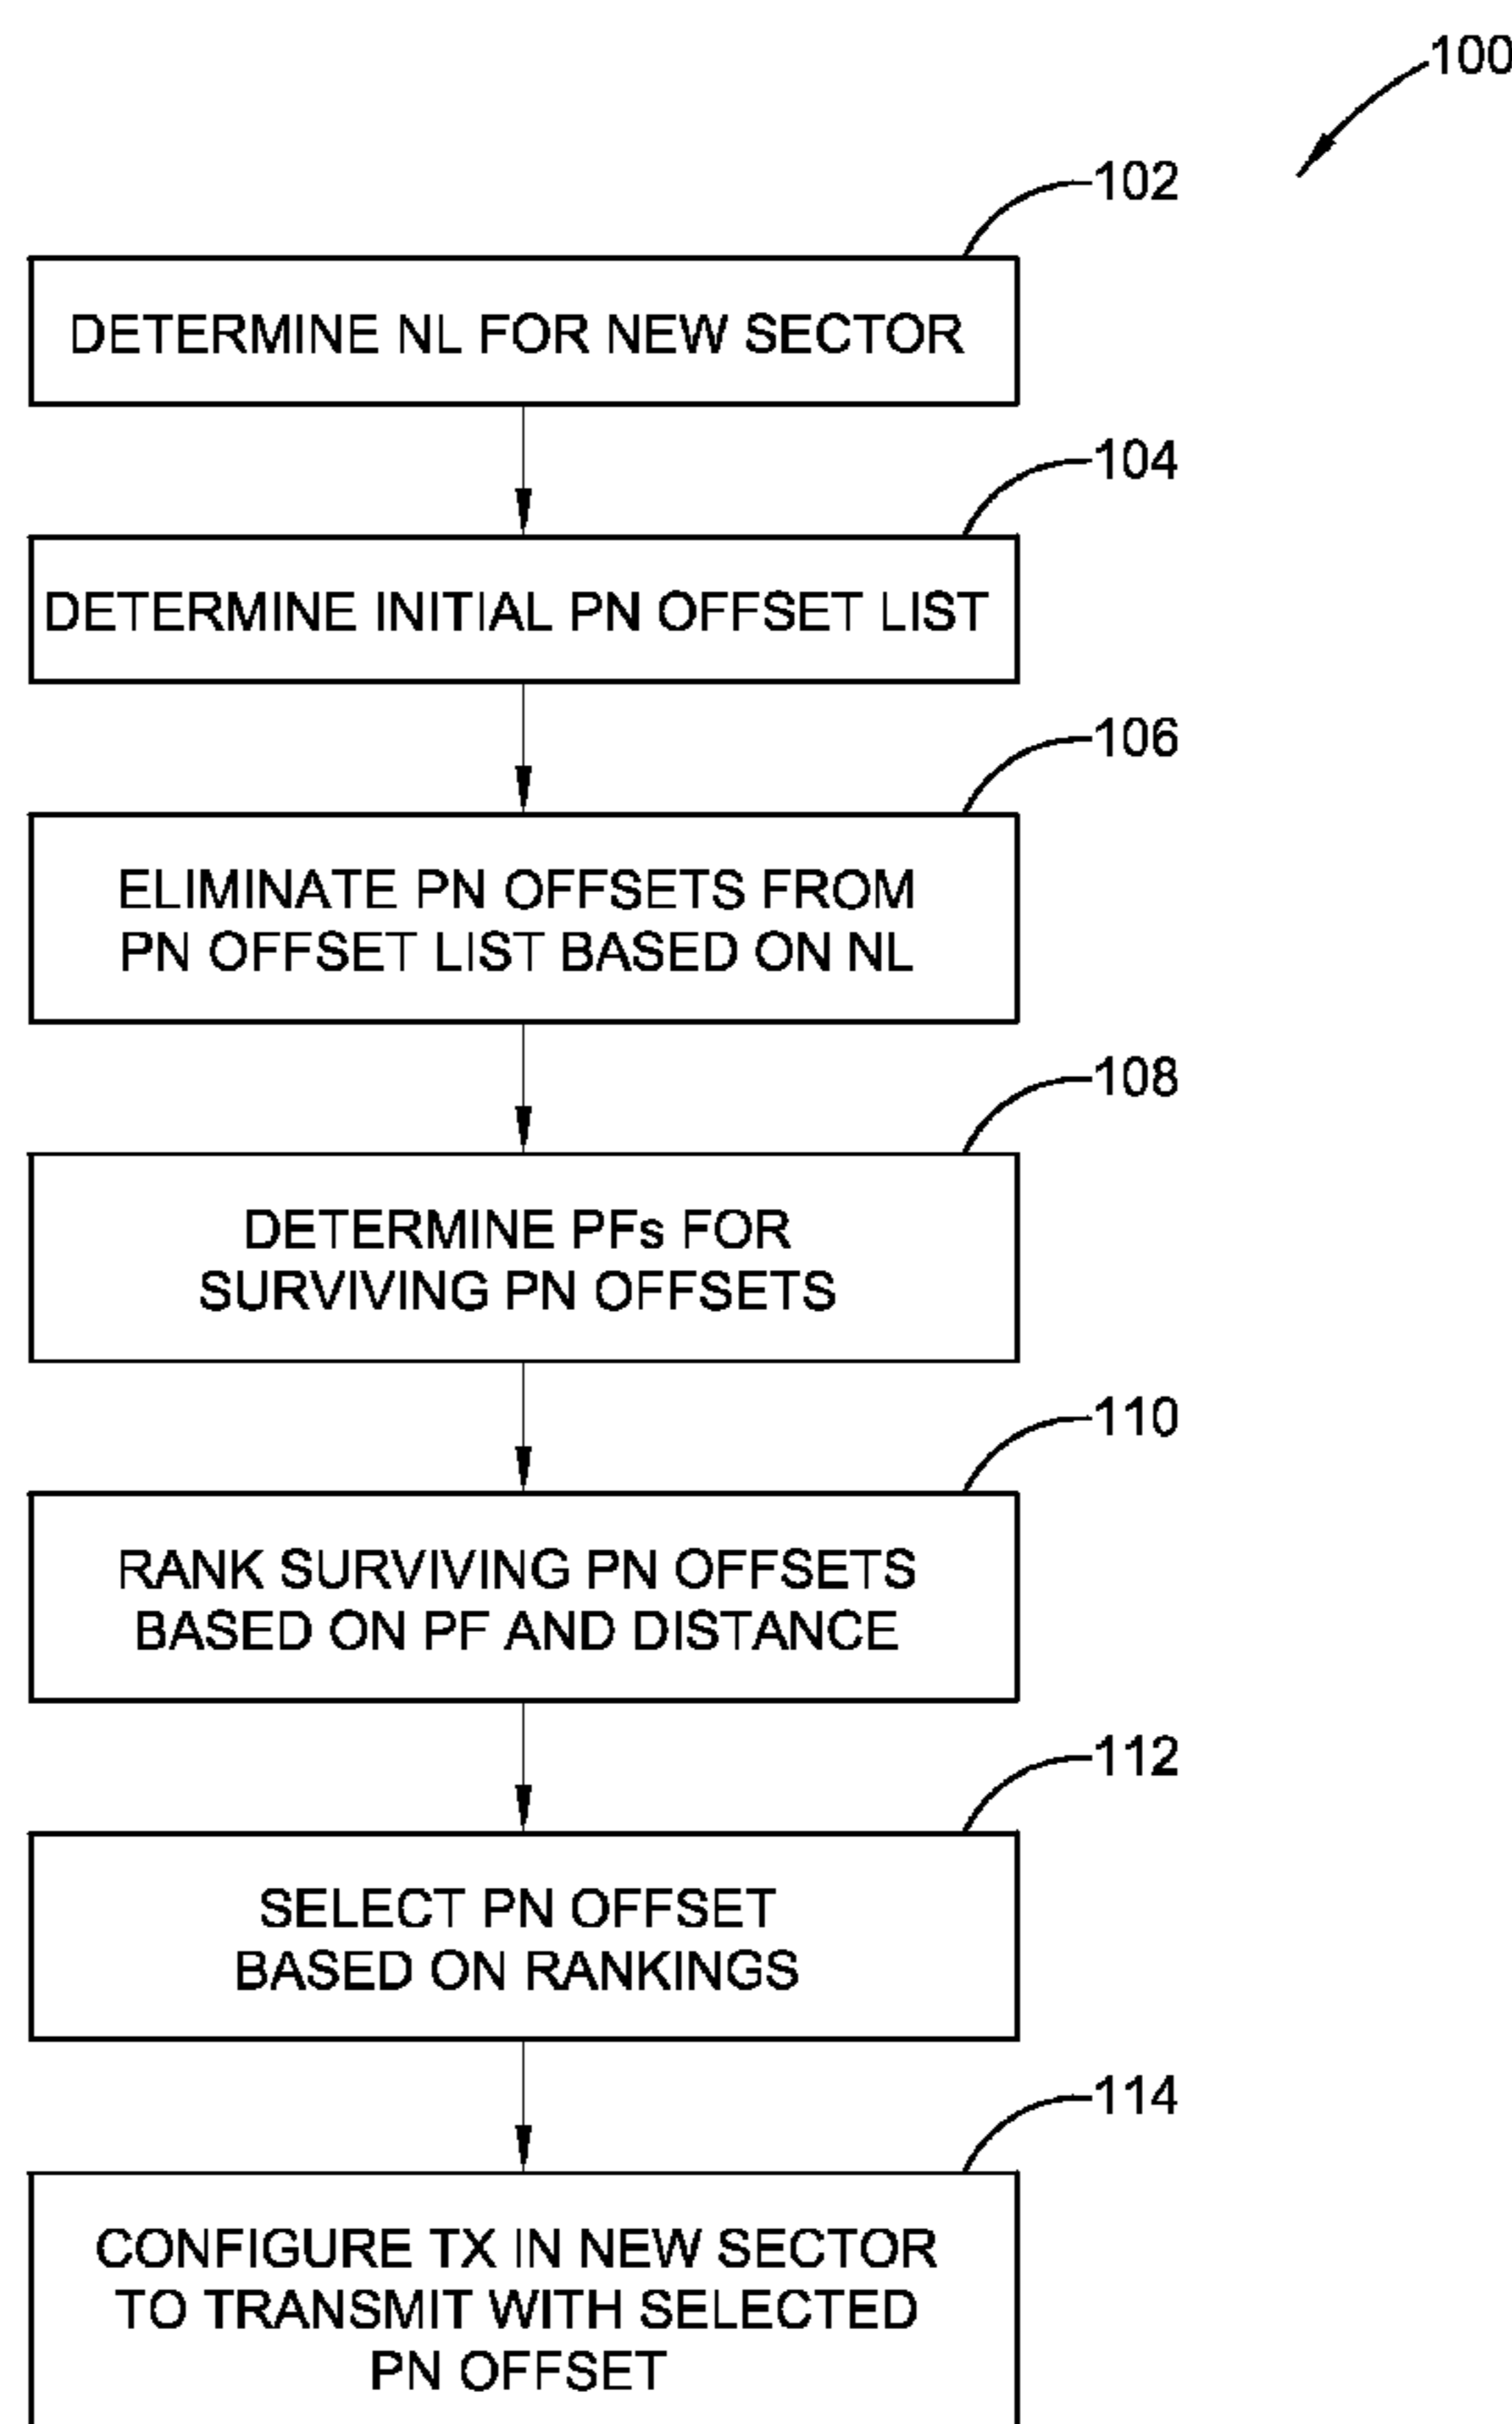 100
102
DETERMINE NL FOR NEW SECTOR
104
DETERMINE INITIAL PN OFFSET LIST
106
ELIMINATE PN OFFSETS FROM
PN OFFSET LIST BASED ON NL
108
DETERMINE PFs FOR
SURVIVING PN OFFSETS
110
RANK SURVIVING PN OFFSETS
BASED ON PF AND DISTANCE
112
SELECT PN OFFSET
BASED ON RANKINGS
114
CONFIGURE TX IN NEW SECTOR
TO TRANSMIT WITH SELECTED
PN OFFSET